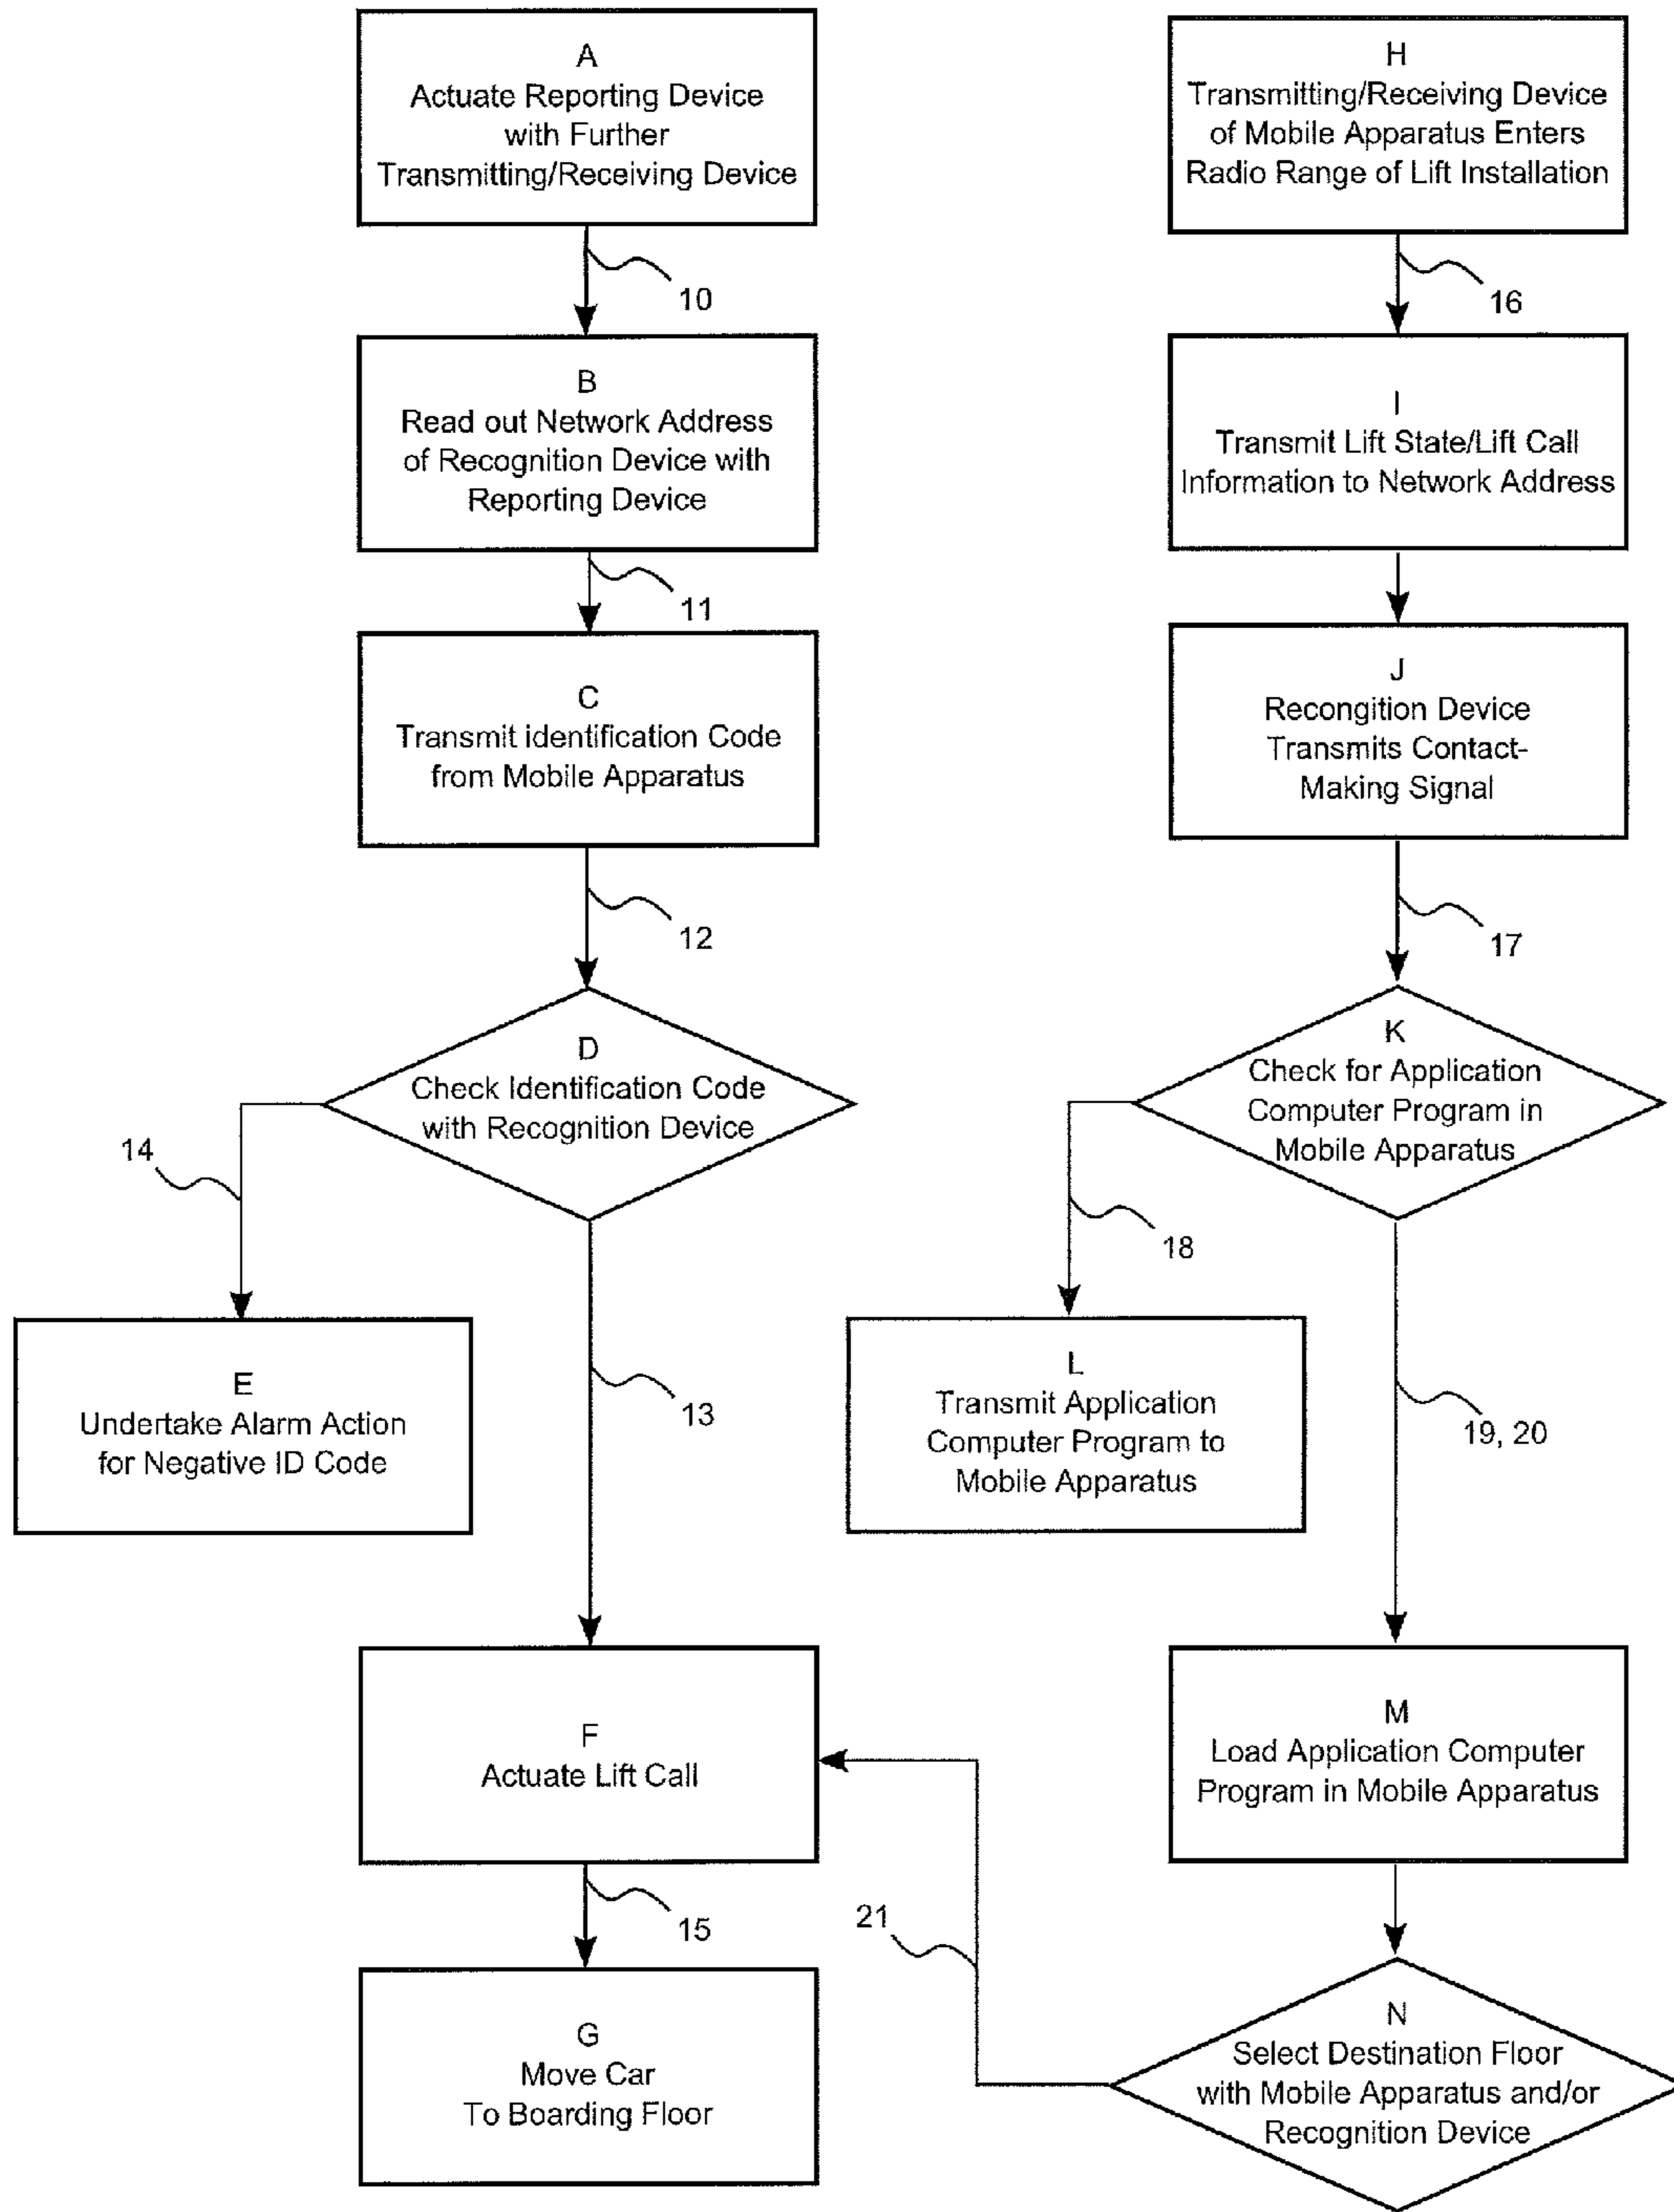 A
Actuate Reporting Device
with Further
Transmitting/Receiving Device
10
B
Read out Network Address
of Recognition Device with
Reporting Device
11
C
Transmit identification Code
from Mobile Apparatus
12
D
Check Identification Code
with Recognition Device
14
13
E
Undertake Alarm Action
for Negative ID Code
F
Actuate Lift Call
15
G
Move Car
To Boarding Floor
H
Transmitting/Receiving Device
of Mobile Apparatus Enters
Radio Range of Lift Installation
16
I
Transmit Lift State/Lift Call
Information to Network Address
J
Recongition Device
Transmits Contact-
Making Signal
17
K
Check for Application
Computer Program in
Mobile Apparatus
18
19, 20
L
Transmit Application
Computer Program to
Mobile Apparatus
M
Load Application Computer
Program in Mobile Apparatus
21
N
Select Destination Floor
with Mobile Apparatus and/or
Recognition Device